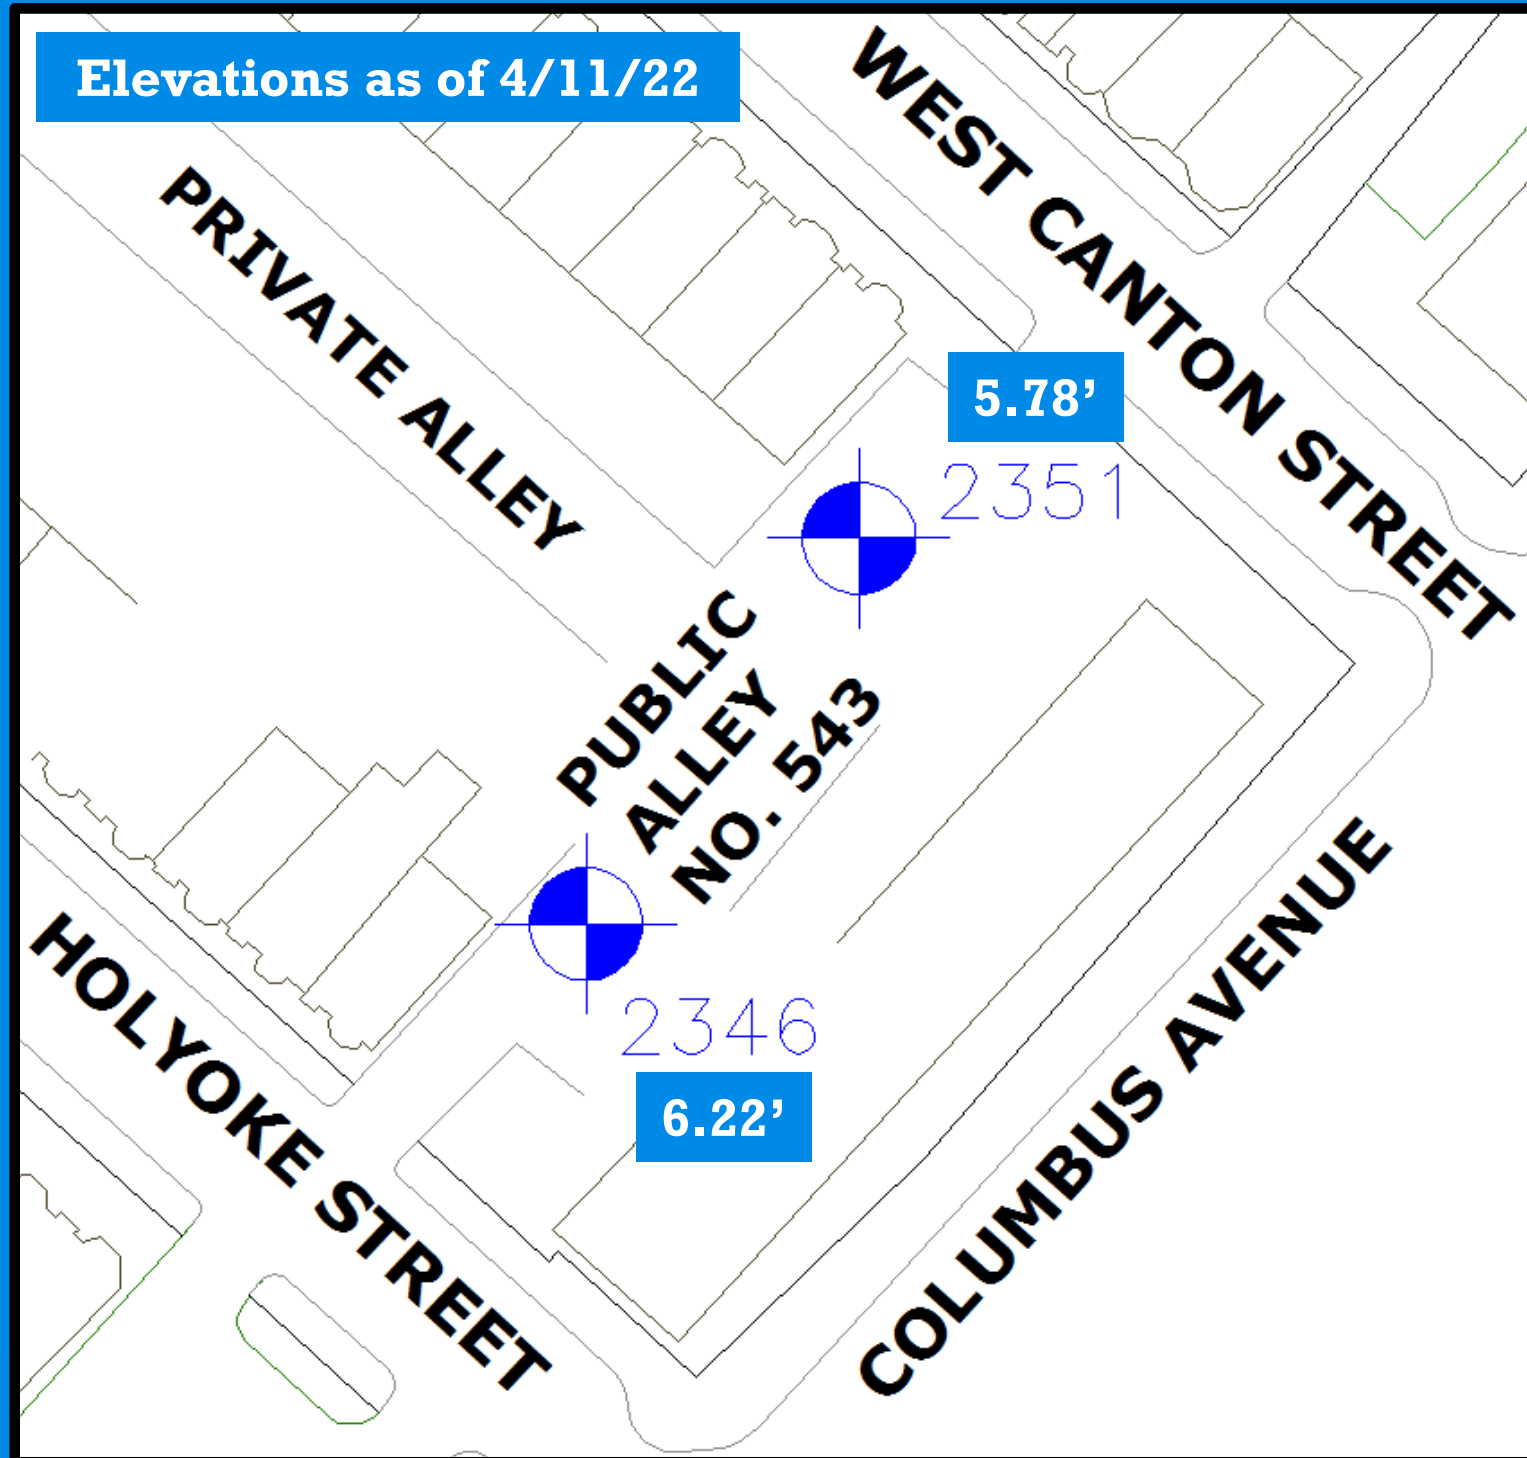 Elevations as of 4/11/22
WEST CANTON STREET
PRIVATE ALLEY
5.78’
2351
PUBLIC
ALLEY
NO. 543
2346
6.22’
HOLYOKE STREET
COLUMBUS AVENUE